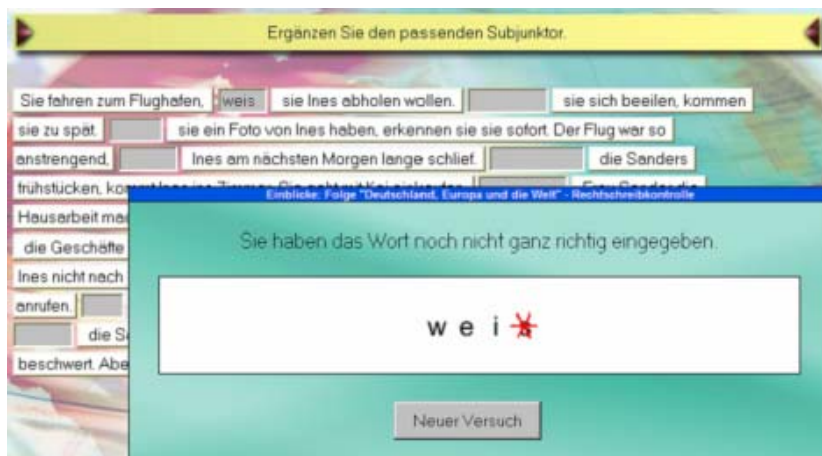 Ergänzen Sie den passenden Subjunktor.
Sie fahren zum Flughafen, weis sie Ines abholen wollen. sie sich beeilen, kommen
sie zu spät. sie ein Foto von Ines haben, erkennen sie sie sofort. Der Flug war so
anstrengend, Ines am nächsten Morgen lange schlief. die Sanders
frühstücken,
Einblicke: Folge "Deutschland, Europa und die Welt" - Rechtschreibkontrolle
Hausarbeit
Sie haben das Wort noch nicht ganz richtig eingegeben.
die Geschäfte
Ines nicht nach
weis
anrufen.
die
beschwert. Abe
Neuer Versuch